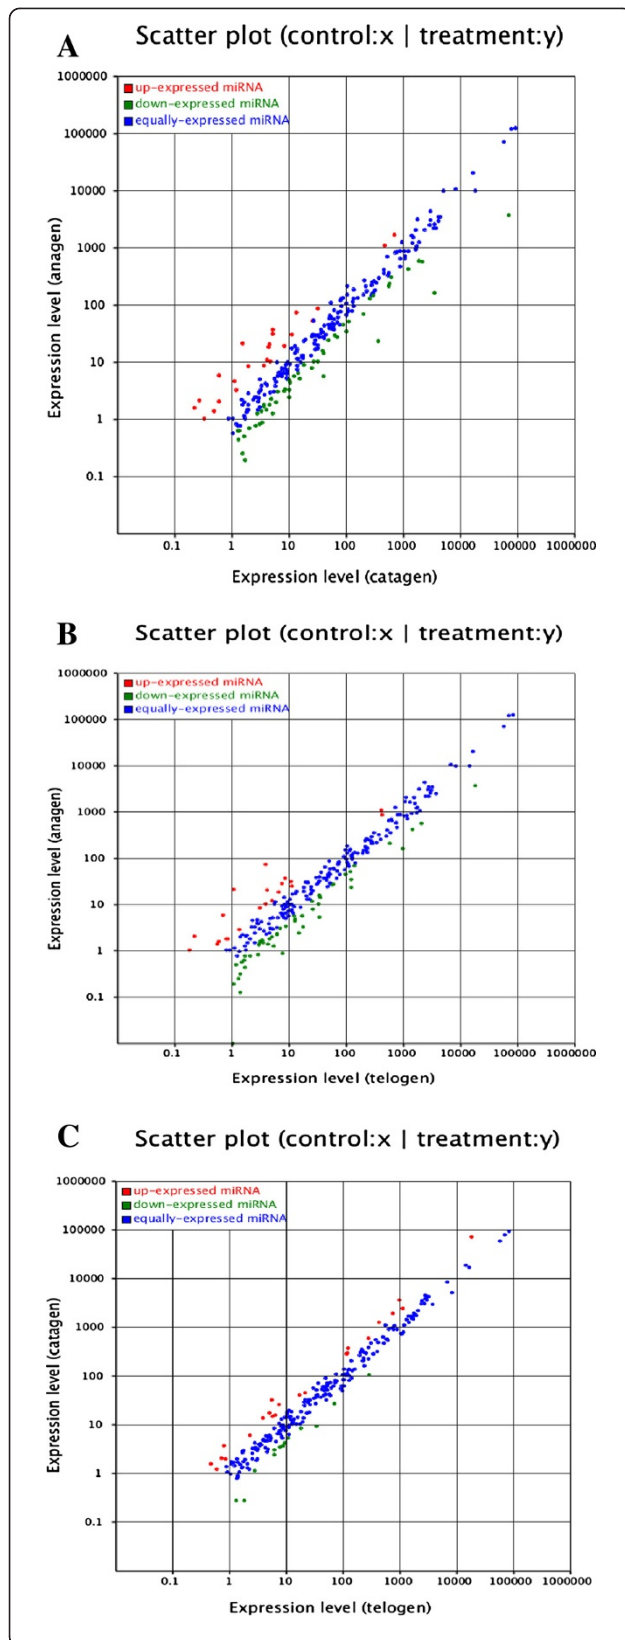 A
Scatter plot (control:x | treatment:y)
1000000
up-expressed miRNA
down-expressed miRNA
equally-expressed miRNA
100000
10000
1000
100
10
1
0.1
Expression level (anagen)
0.1 1 10 100 1000 10000 100000 1000000
Expression level (catagen)
B
Scatter plot (control:x | treatment:y)
1000000
up-expressed miRNA
down-expressed miRNA
equally-expressed miRNA
100000
10000
1000
100
10
1
0.1
Expression level (anagen)
0.1 1 10 100 1000 10000 100000 1000000
Expression level (telogen)
C
Scatter plot (control:x | treatment:y)
1000000
up-expressed miRNA
down-expressed miRNA
equally-expressed miRNA
100000
10000
1000
100
10
1
0.1
Expression level (catagen)
0.1 1 10 100 1000 10000 100000 1000000
Expression level (telogen)